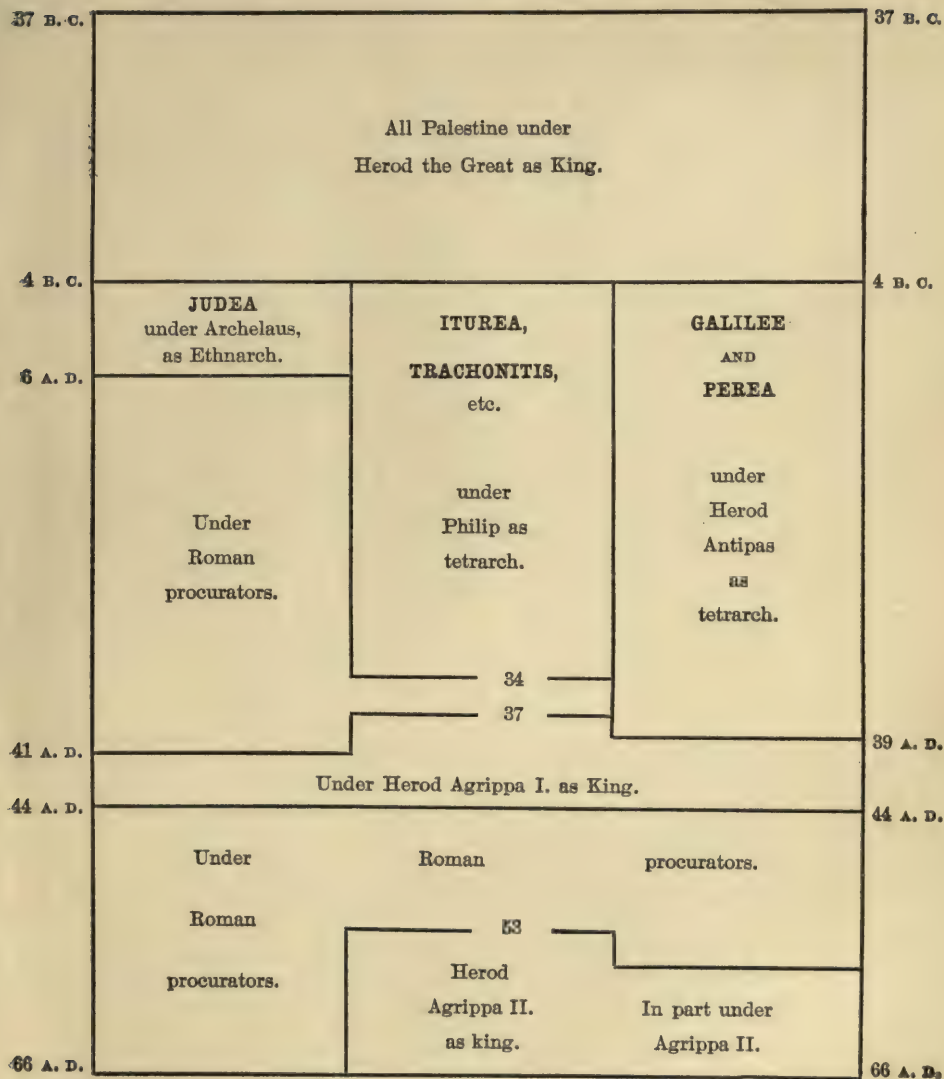 37 B. C.
37 B. C.
All Palestine under
Herod the Great as King.
4 B. C.
4 B. C.
JUDEA
under Archelaus,
as Ethnarch.
6 A. D.
Under
Roman
procurators.
ITUREA,
TRACHONITIS,
etc.
under
Philip as
tetrarch.
GALILEE
AND
PEREA
under
Herod
Antipas
as
tetrarch.
34
37
41 A. D.
39 A. D.
Under Herod Agrippa I. as King.
44 A. D.
44 A. D.
Under Roman procurators.
Roman
procurators.
53
Herod
Agrippa II.
as king.
In part under
Agrippa II.
66 A. D.
66 A. D.